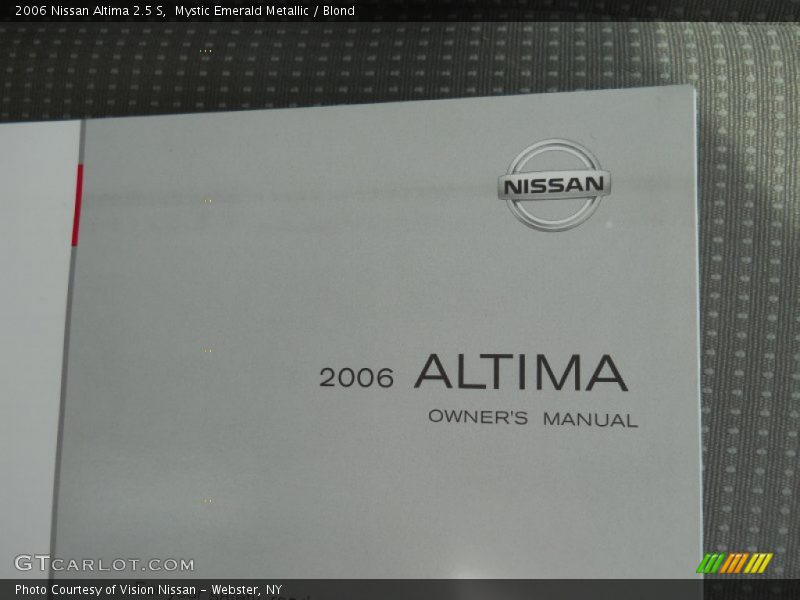 2006 Nissan Altima 2.5 S,  Mystic Emerald Metallic / Blond
NISSAN
2006 ALTIMA
OWNER'S MANUAL
GTCARLOT.COM
Photo Courtesy of Vision Nissan - Webster, NY